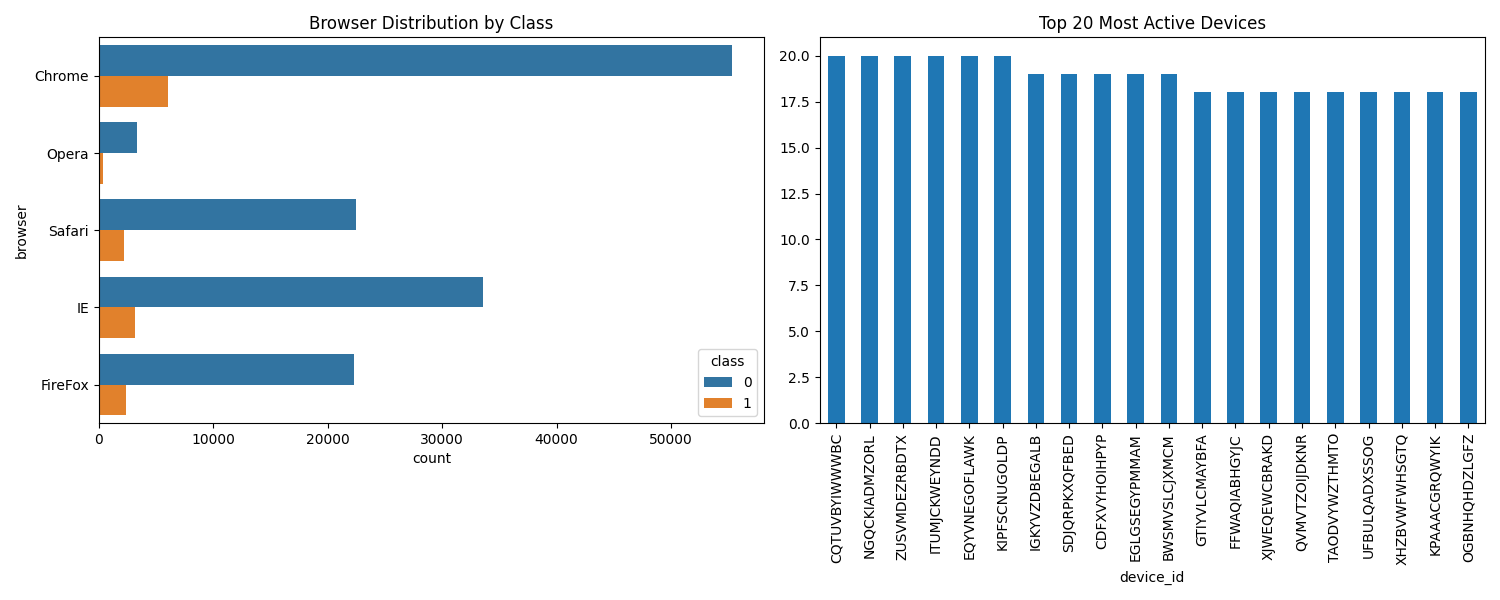 Browser Distribution by Class
browser
Chrome
Opera
Safari
IE
FireFox
class
0
1
0 10000 20000 30000 40000 50000
count
Top 20 Most Active Devices
20.0
17.5
15.0
12.5
10.0
7.5
5.0
2.5
0.0
CQTUVBYIWWWBC
NGQCKIADMZORL
ZUSVMDEZRBDTX
ITUMJCKWEYNDD
EQYVNEGOFLAWK
KIPFSCNUGOLDP
IGKYVZDBEGALB
SDJQRPKXQFBED
CDFXVYHOIHPYP
EGLGSEGYPMMAM
BWSMVSLCJXMCM
GTIYVLCMAYBFA
FFWAQIABHGYJC
XJWEQEWCBRAKD
QVMVTZOIJDKNR
TAODVYWZTHMTO
UFBULQADXSSOG
XHZBVWFWHSGTQ
KPAAACGRQWYIK
OGBNHQHDZLGFZ
device_id